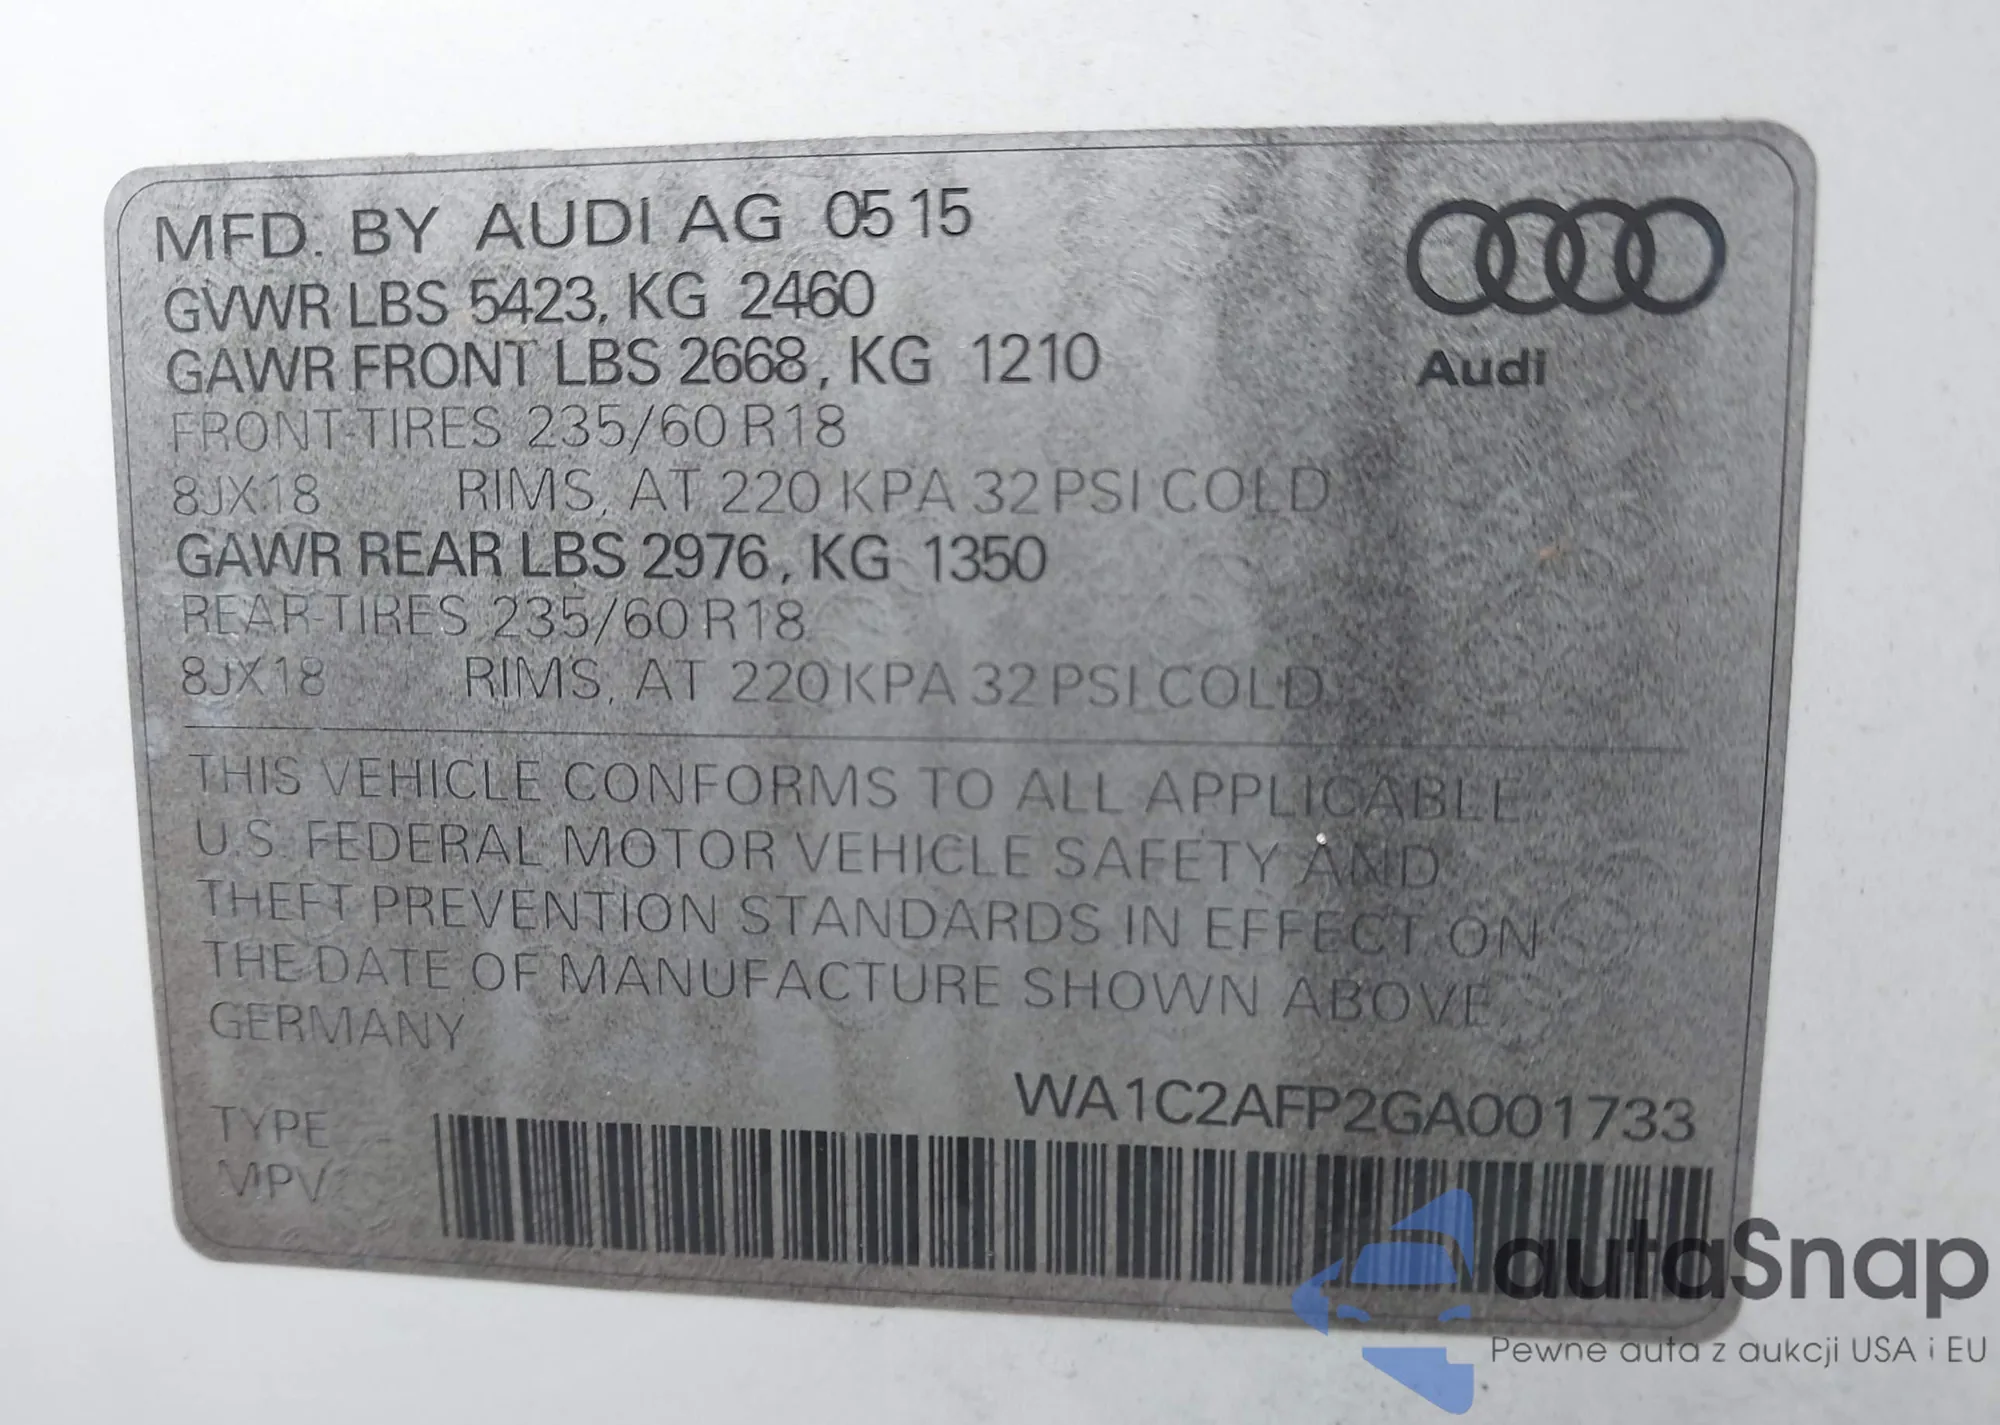 MFD. BY AUDI AG 05 15
GVWR LBS 5423, KG 2460
GAWR FRONT LBS 2668, KG 1210
FRONT-TIRES 235/60 R18
8JX18 RIMS, AT 220 KPA 32 PSI COLD
GAWR REAR LBS 2976, KG 1350
REAR-TIRES 235/60 R18
8JX18 RIMS, AT 220 KPA 32 PSI COLD
Audi
THIS VEHICLE CONFORMS TO ALL APPLICABLE
U.S. FEDERAL MOTOR VEHICLE SAFETY AND
THEFT PREVENTION STANDARDS IN EFFECT ON
THE DATE OF MANUFACTURE SHOWN ABOVE
GERMANY
WA1C2AFP2GA001733
TYPE
MPV
autaSnap
Pewne auta z aukcji USA i EU